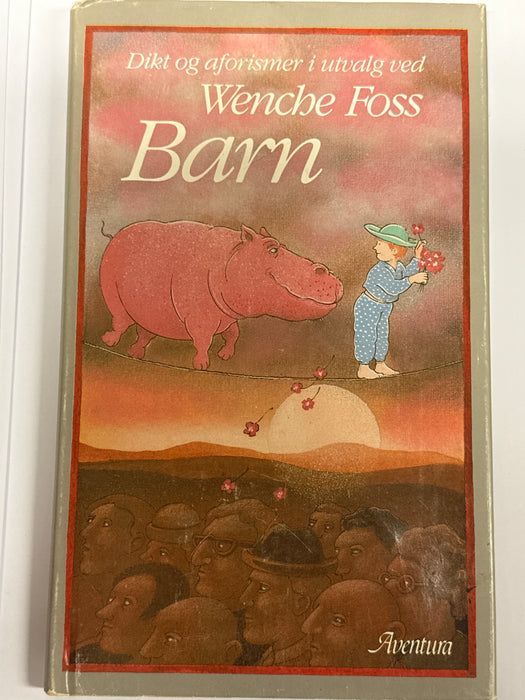 Dikt og aforismer i utvalg ved
Wenche Foss
Barn
Aventura